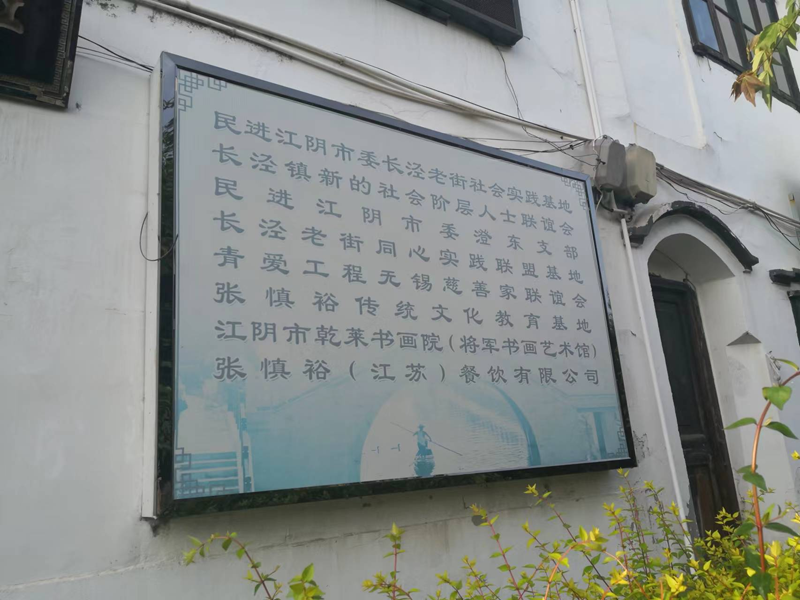 民进江阴市委长泾老街社会实践基地
长泾镇新的社会阶层人士联谊会
民进江阴市委澄东支部
长泾老街同心实践联盟基地
青爱工程无锡慈善家联谊会
张慎裕传统文化教育基地
江阴市乾莱书画院（将军书画艺术馆）
张慎裕（江苏）餐饮有限公司